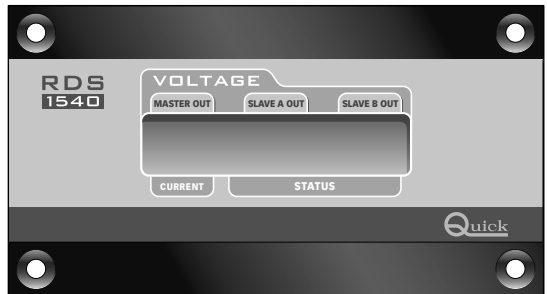 RDS
1540
VOLTAGE
MASTER OUT
SLAVE A OUT
SLAVE B OUT
CURRENT
STATUS
Quick